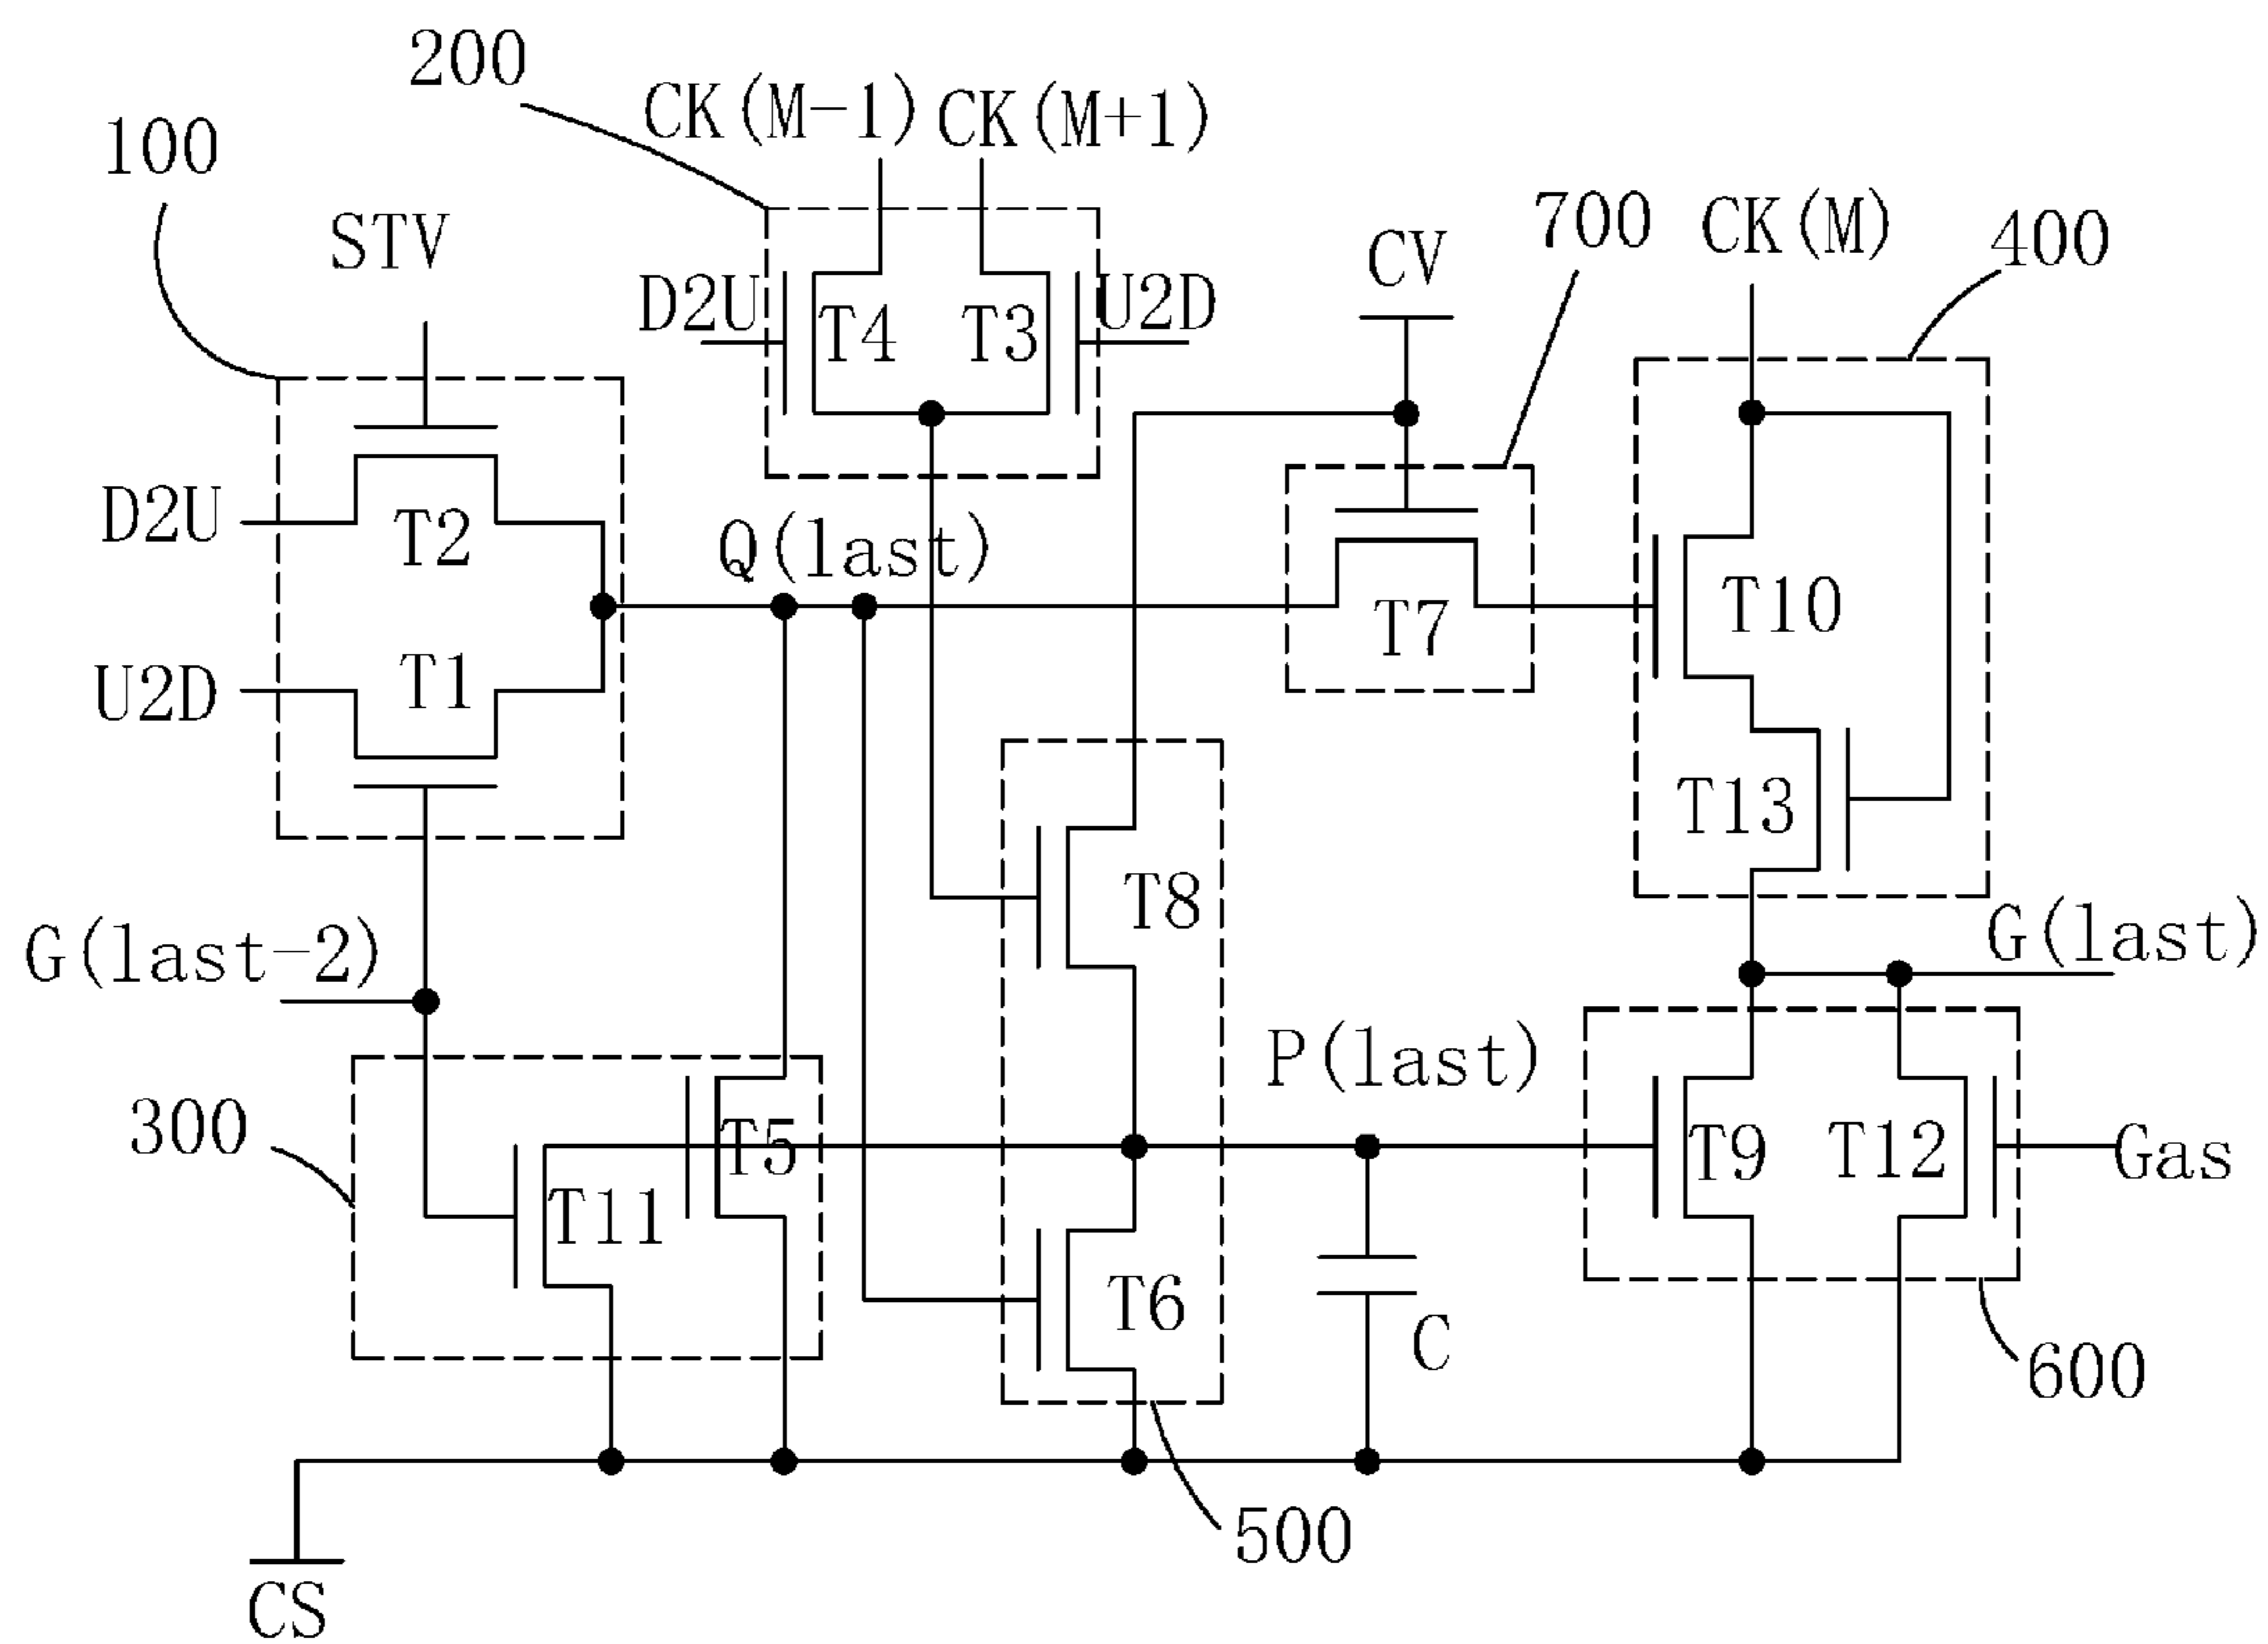 200
CK(M-1)
CK(M+1)
100
STV
700
CK(M)
400
CV
D2U
T4
T3
U2D
D2U
T2
Q(last)
T10
T7
U2D
T1
T13
T8
G(last-2)
G(last)
P(last)
300
T5
T9
T12
Gas
T11
T6
C
600
500
CS